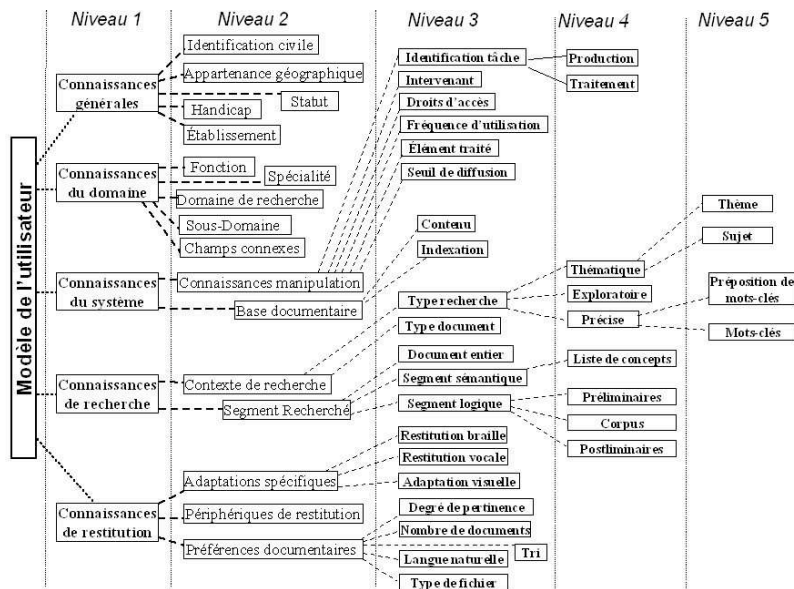 Niveau 1
Niveau 2
Niveau 3
Niveau 4
Niveau 5
Modèle de l'utilisateur
Connaissances
générales
Identification civile
Appartenance géographique
Statut
Handicap
Établissement
Connaissances
du domaine
Fonction
Spécialité
Domaine de recherche
Sous-Domaine
Champs connexes
Connaissances
du système
Connaissances manipulation
Identification tâche
Production
Traitement
Intervenant
Droits d'accès
Fréquence d'utilisation
Élément traité
Seuil de diffusion
Base documentaire
Contenu
Indexation
Connaissances
de recherche
Contexte de recherche
Type recherche
Thématique
Thème
Sujet
Exploratoire
Précise
Préposition de
mots-clés
Mots-clés
Type document
Segment Recherché
Document entier
Segment sémantique
Liste de concepts
Segment logique
Préliminaires
Corpus
Postliminaires
Connaissances
de restitution
Adaptations spécifiques
Restitution braille
Restitution vocale
Adaptation visuelle
Périphériques de restitution
Préférences documentaires
Degré de pertinence
Nombre de documents
Tri
Langue naturelle
Type de fichier